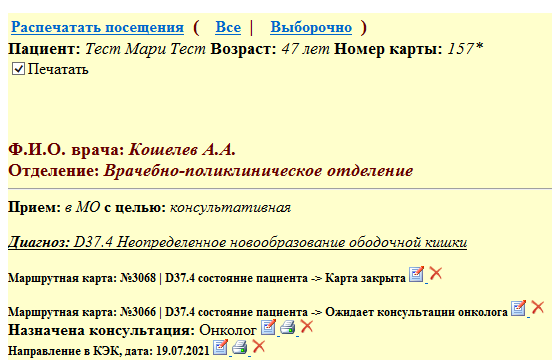 Распечатать посещения ( Все | Выборочно )
Пациент: Тест Мари Тест Возраст: 47 лет Номер карты: 157*
Печатать
Ф.И.О. врача: Кошелев А.А.
Отделение: Врачебно-поликлиническое отделение
Прием: в МО с целью: консультативная
Диагноз: D37.4 Неопределенное новообразование ободочной кишки
Маршрутная карта: №3068 | D37.4 состояние пациента -> Карта закрыта
Маршрутная карта: №3066 | D37.4 состояние пациента -> Ожидает консультации онколога
Назначена консультация: Онколог
Направление в КЭК, дата: 19.07.2021